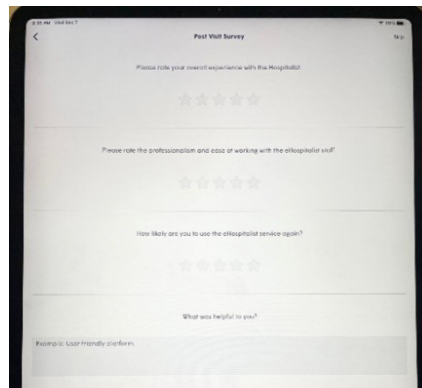 Post Visit Survey
Skip
Please rate your overall experience with the Hospitalist
Please rate the professionalism and ease of working with the eHospitalist staff
How likely are you to use the eHospitalist service again?
What was helpful to you?
Example: User friendly platform